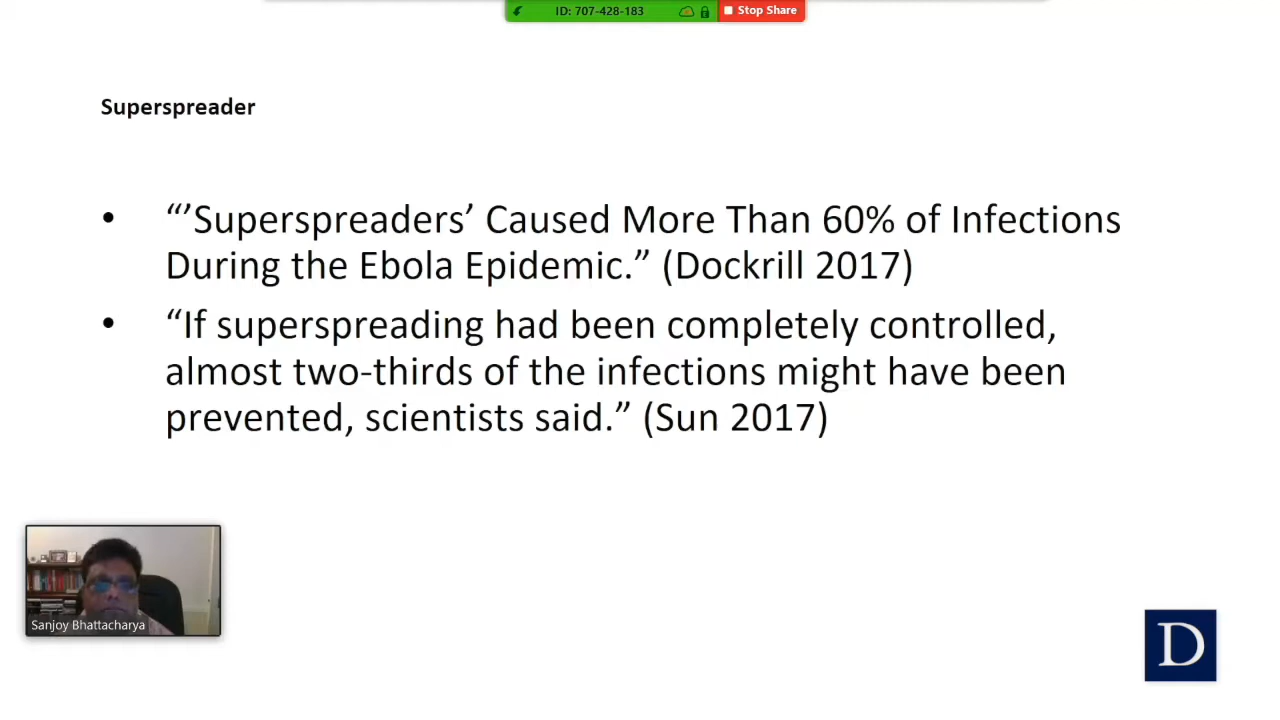 ID: 707-428-183
Stop Share
Superspreader
• “’Superspreaders’ Caused More Than 60% of Infections
During the Ebola Epidemic.” (Dockrill 2017)
• “If superspreading had been completely controlled,
almost two-thirds of the infections might have been
prevented, scientists said.” (Sun 2017)
Sanjoy Bhattacharya
D